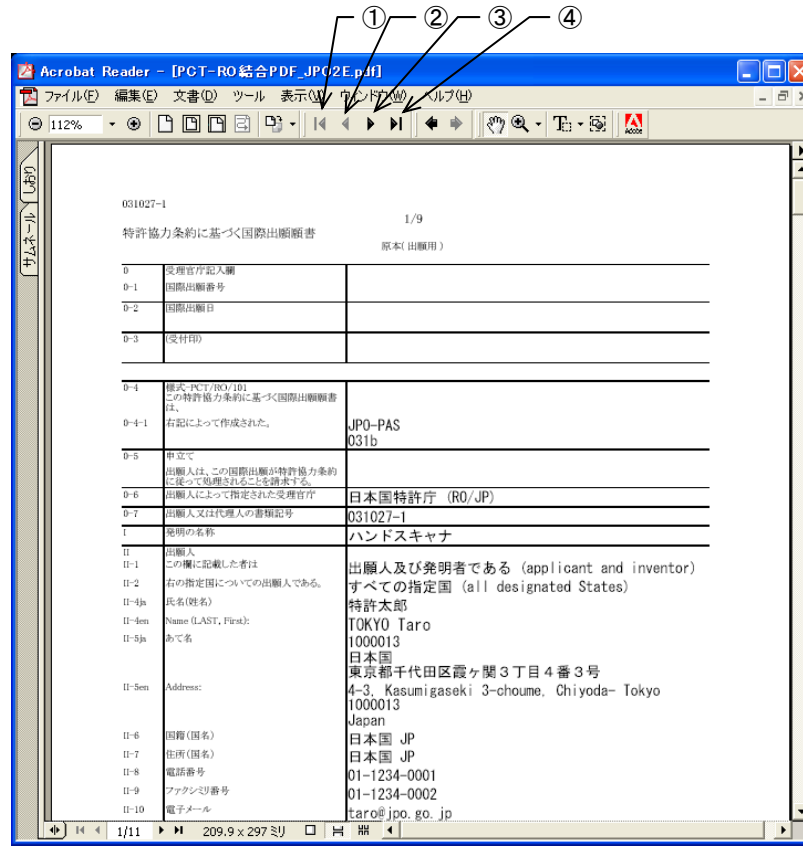 ① ② ③ ④
Acrobat Reader - [PCT-RO結合PDF_JPO2E.pdf]
ファイル(F) 編集(E) 文書(D) ツール 表示(V) ウィンドウ(W) ヘルプ(H)
112%
Adobe
しおり
サムネール
031027-1
1/9
特許協力条約に基づく国際出願願書
原本(出願用)
0 受理官庁記入欄
0-1 国際出願番号
0-2 国際出願日
0-3 (受付印)
0-4 様式-PCT/RO/101
この特許協力条約に基づく国際出願願書
は、
0-4-1 右記によって作成された。 JPO-PAS
031b
0-5 申立て
出願人は、この国際出願が特許協力条約
に従って処理されることを請求する。
0-6 出願人によって指定された受理官庁 日本国特許庁 (RO/JP)
0-7 出願人又は代理人の書類記号 031027-1
I 発明の名称 ハンドスキャナ
II 出願人
II-1 この欄に記載した者は 出願人及び発明者である (applicant and inventor)
II-2 右の指定国についての出願人である。 すべての指定国 (all designated States)
II-4ja 氏名(姓名) 特許太郎
II-4en Name (LAST, First): TOKYO Taro
II-5ja あて名 1000013
日本国
東京都千代田区霞ヶ関3丁目4番3号
II-5en Address: 4-3, Kasumigaseki 3-choume, Chiyoda- Tokyo
1000013
Japan
II-6 国籍(国名) 日本国 JP
II-7 住所(国名) 日本国 JP
II-8 電話番号 01-1234-0001
II-9 ファクシミリ番号 01-1234-0002
II-10 電子メール taro@jpo.go.jp
1/11 209.9 x 297 ミリ